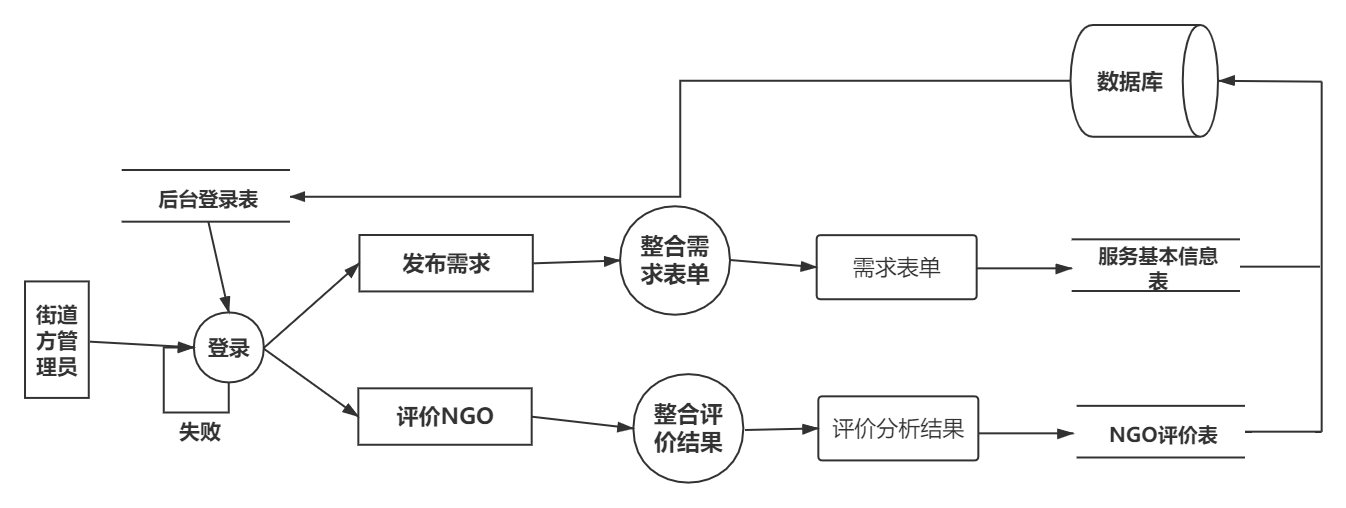 数据库
后台登录表
街道
方管
理员
登录
失败
发布需求
整合需
求表单
需求表单
服务基本信息
表
评价NGO
整合评
价结果
评价分析结果
NGO评价表